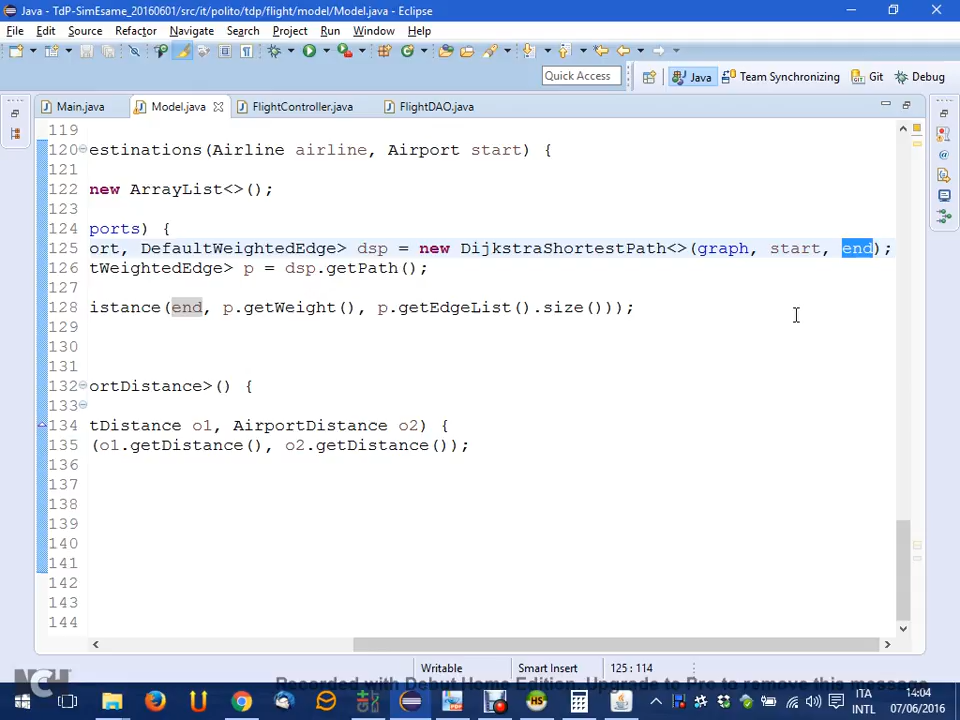 Java - TdP-SimEsame_20160601/src/it/polito/tdp/flight/model/Model.java - Eclipse
File Edit Source Refactor Navigate Search Project Run Window Help
Quick Access Java Team Synchronizing Git Debug
Main.java Model.java FlightController.java FlightDAO.java
119
120 estinations(Airline airline, Airport start) {
121
122 new ArrayList<>();
123
124 ports) {
125 ort, DefaultWeightedEdge> dsp = new DijkstraShortestPath<>(graph, start, end);
126 tWeightedEdge> p = dsp.getPath();
127
128 istance(end, p.getWeight(), p.getEdgeList().size()));
129
130
131
132 ortDistance>() {
133
134 tDistance o1, AirportDistance o2) {
135 (o1.getDistance(), o2.getDistance());
136
137
138
139
140
141
142
143
144
Writable Smart Insert 125 : 114
NCH Recorded with Debut Home Edition. Upgrade to Pro to remove this message
ITA 14:04
INTL 07/06/2016